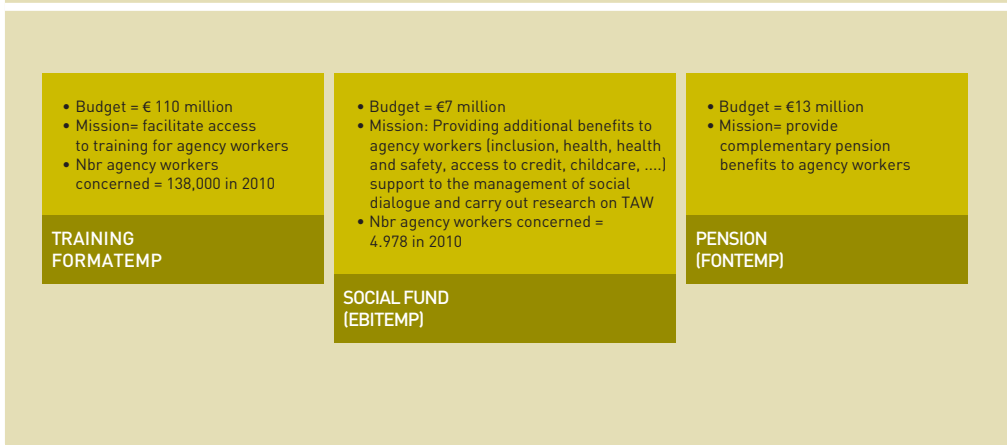 • Budget = € 110 million
• Mission= facilitate access
to training for agency workers
• Nbr agency workers
concerned = 138,000 in 2010
TRAINING
FORMATEMP
• Budget = €7 million
• Mission: Providing additional benefits to
agency workers (inclusion, health, health
and safety, access to credit, childcare, ....)
support to the management of social
dialogue and carry out research on TAW
• Nbr agency workers concerned =
4.978 in 2010
SOCIAL FUND
(EBITEMP)
• Budget = €13 million
• Mission= provide
complementary pension
benefits to agency workers
PENSION
(FONTEMP)